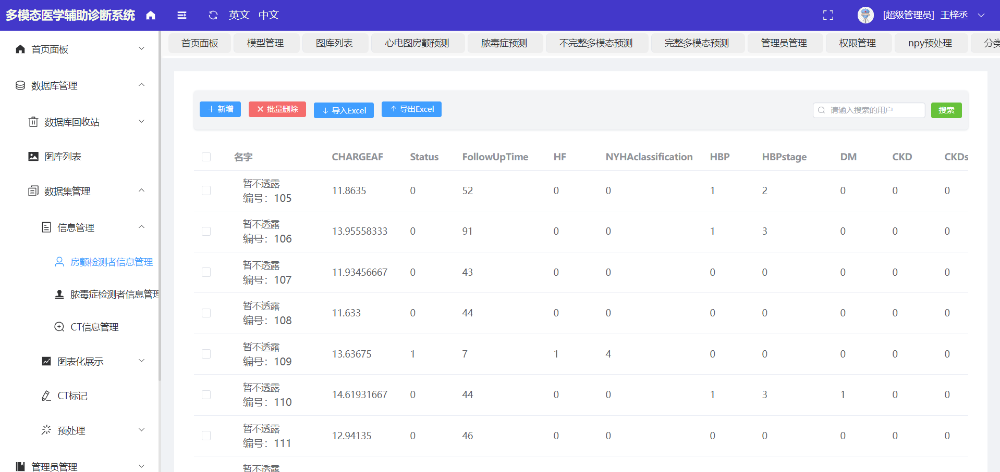 多模态医学辅助诊断系统
英文 中文
[超级管理员] 王梓丞
首页面板
数据库管理
数据库回收站
图库列表
数据集管理
信息管理
房颤检测者信息管理
脓毒症检测者信息管理
CT信息管理
图表化展示
CT标记
预处理
管理员管理
首页面板 模型管理 图库列表 心电图房颤预测 脓毒症预测 不完整多模态预测 完整多模态预测 管理员管理 权限管理 npy预处理 分类
新增 批量删除 导入Excel 导出Excel 请输入搜索的用户 搜索
名字 CHARGEAF Status FollowUpTime HF NYHAclassification HBP HBPstage DM CKD CKDs
暂不透露
编号：105 11.8635 0 52 0 0 1 2 0 0 0
暂不透露
编号：106 13.95558333 0 91 0 0 1 3 0 0 0
暂不透露
编号：107 11.93456667 0 43 0 0 0 0 0 0 0
暂不透露
编号：108 11.633 0 44 0 0 0 0 0 0 0
暂不透露
编号：109 13.63675 1 7 1 4 0 0 0 0 0
暂不透露
编号：110 14.61931667 0 44 0 0 1 3 1 0 0
暂不透露
编号：111 12.94135 0 46 0 0 0 0 0 0 0
暂不透露